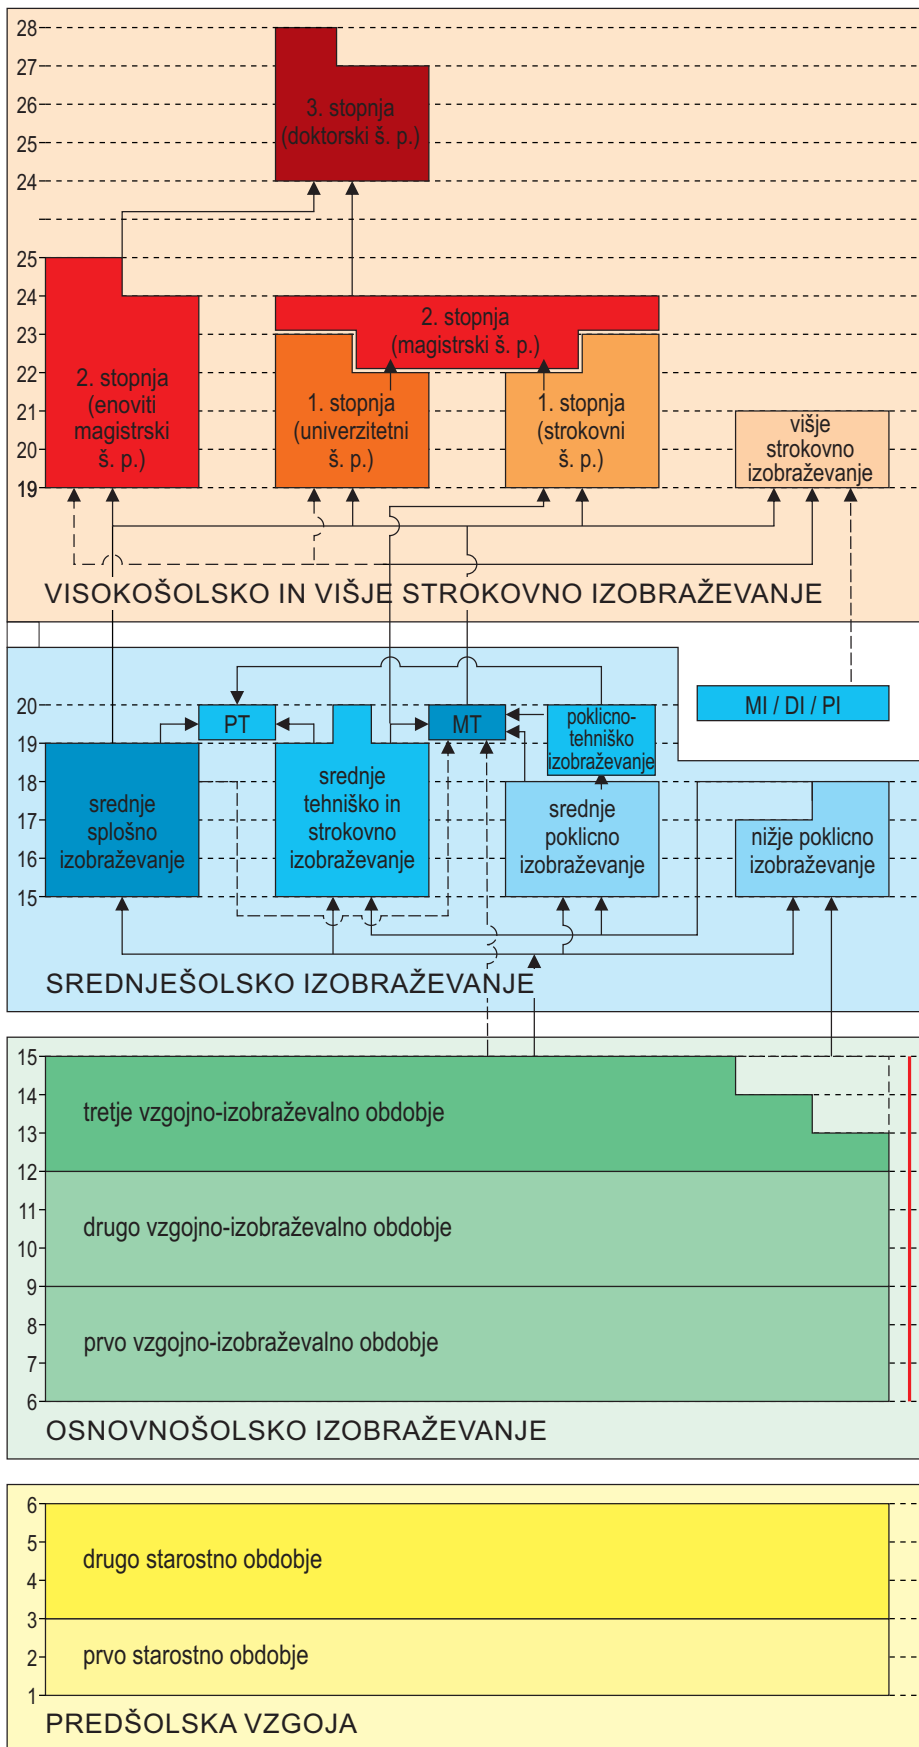 28
27
26
25
24
3. stopnja
(doktorski š. p.)
25
24
23
22
21
20
19
2. stopnja
(enoviti
magistrski
š. p.)
2. stopnja
(magistrski š. p.)
1. stopnja
(univerzitetni
š. p.)
1. stopnja
(strokovni
š. p.)
višje
strokovno
izobraževanje
VISOKOŠOLSKO IN VIŠJE STROKOVNO IZOBRAŽEVANJE
MI / DI / PI
20
19
18
17
16
15
PT
MT
poklicno-
tehniško
izobraževanje
srednje
splošno
izobraževanje
srednje
tehniško in
strokovno
izobraževanje
srednje
poklicno
izobraževanje
nižje poklicno
izobraževanje
SREDNJEŠOLSKO IZOBRAŽEVANJE
15
14
13
12
11
10
9
8
7
6
tretje vzgojno-izobraževalno obdobje
drugo vzgojno-izobraževalno obdobje
prvo vzgojno-izobraževalno obdobje
OSNOVNOŠOLSKO IZOBRAŽEVANJE
6
5
4
3
2
1
drugo starostno obdobje
prvo starostno obdobje
PREDŠOLSKA VZGOJA